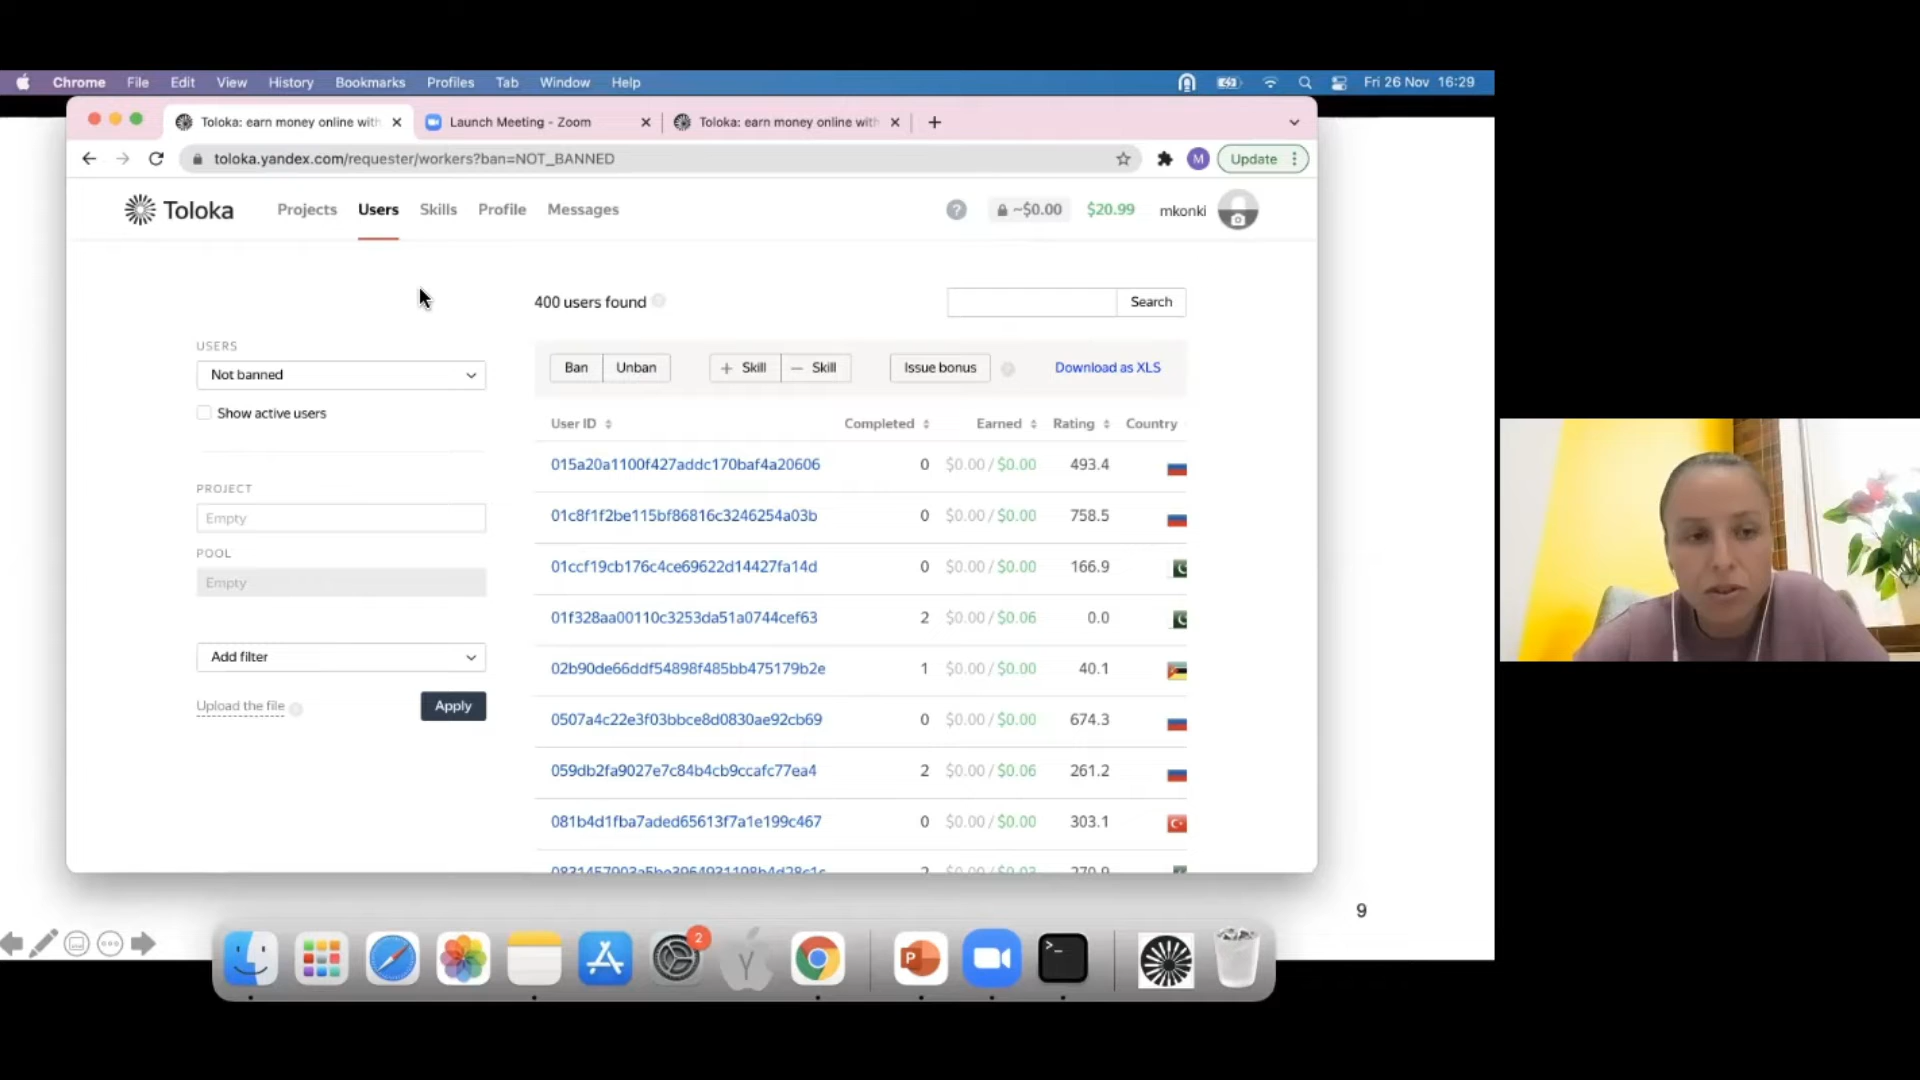 Chrome File Edit View History Bookmarks Profiles Tab Window Help Fri 26 Nov 16:29
Toloka: earn money online with Launch Meeting - Zoom Toloka: earn money online with
toloka.yandex.com/requester/workers?ban=NOT_BANNED M Update
Toloka Projects Users Skills Profile Messages ? ~$0.00 $20.99 mkonki
400 users found Search
USERS
Not banned
Show active users
PROJECT
Empty
POOL
Empty
Add filter
Upload the file Apply
Ban Unban + Skill — Skill Issue bonus Download as XLS
User ID Completed Earned Rating Country
015a20a1100f427addc170baf4a20606 0 $0.00 / $0.00 493.4
01c8f1f2be115bf86816c3246254a03b 0 $0.00 / $0.00 758.5
01ccf19cb176c4ce69622d14427fa14d 0 $0.00 / $0.00 166.9
01f328aa00110c3253da51a0744cef63 2 $0.00 / $0.06 0.0
02b90de66ddf54898f485bb475179b2e 1 $0.00 / $0.00 40.1
0507a4c22e3f03bbce8d0830ae92cb69 0 $0.00 / $0.00 674.3
059db2fa9027e7c84b4cb9ccafc77ea4 2 $0.00 / $0.06 261.2
081b4d1fba7aded65613f7a1e199c467 0 $0.00 / $0.00 303.1
9
2
Y
P